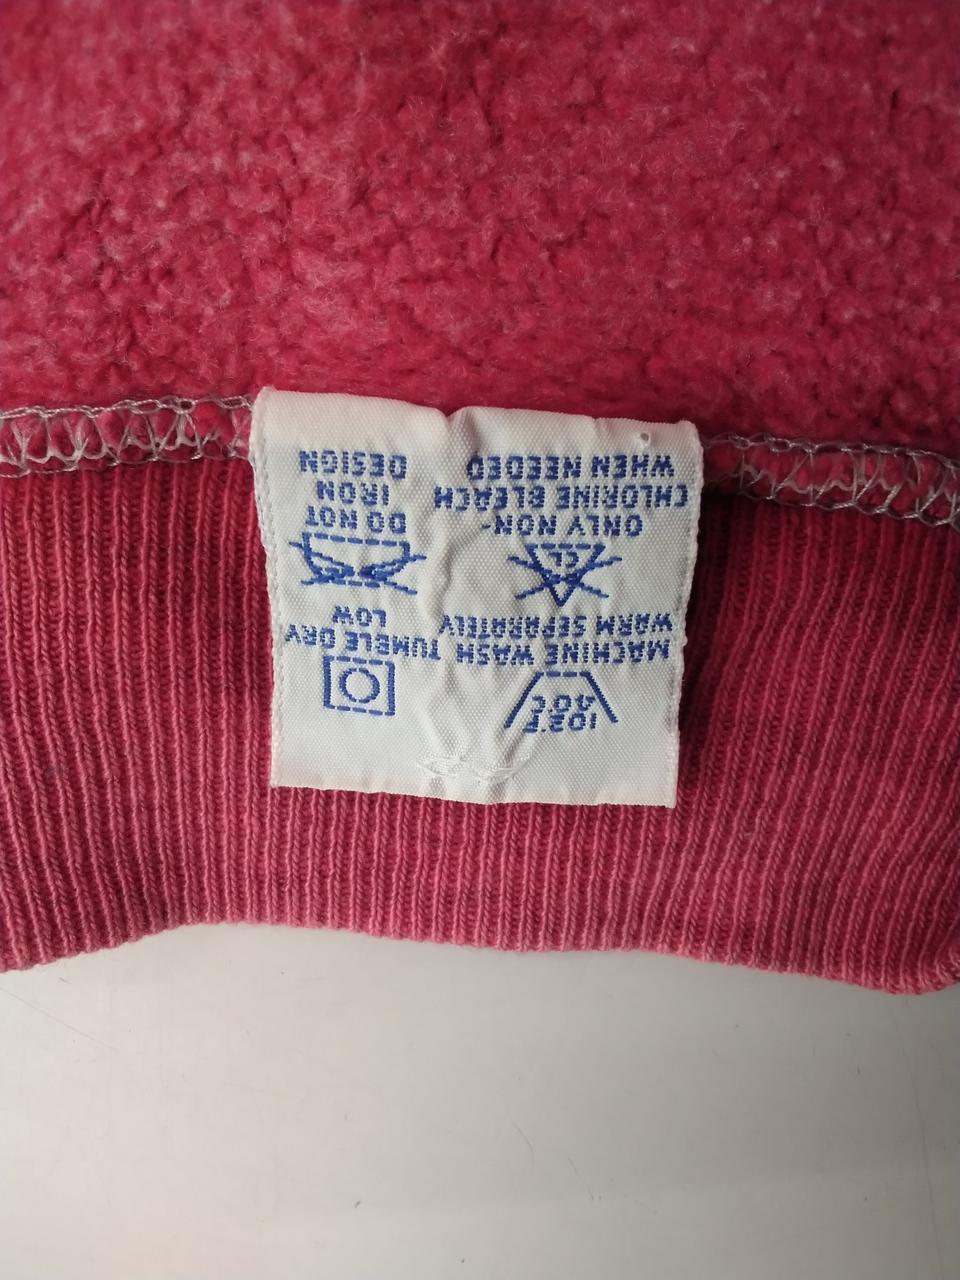 105°F
40°C
MACHINE WASH
WARM SEPARATELY
TUMBLE DRY
LOW
CL
ONLY NON-
CHLORINE BLEACH
WHEN NEEDED
DO NOT
IRON
DESIGN